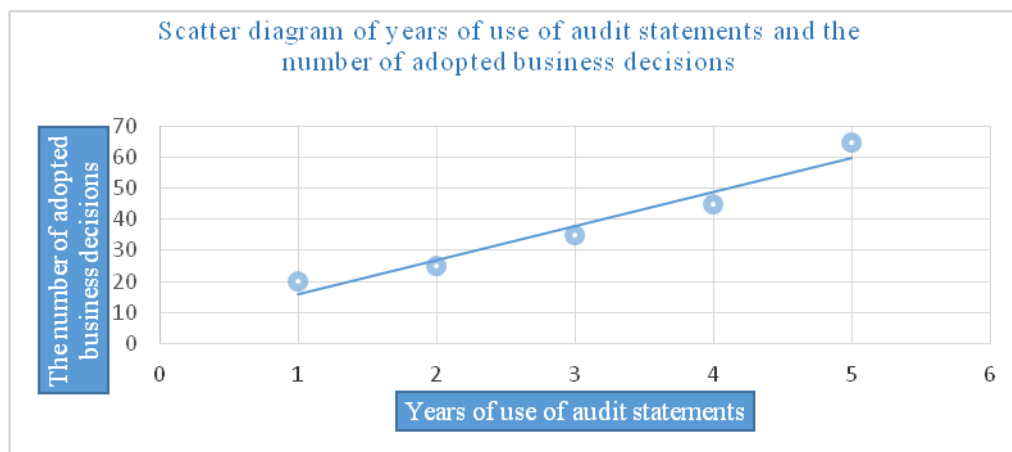 Scatter diagram of years of use of audit statements and the
number of adopted business decisions
The number of adopted
business decisions
70
60
50
40
30
20
10
0
0 1 2 3 4 5 6
Years of use of audit statements